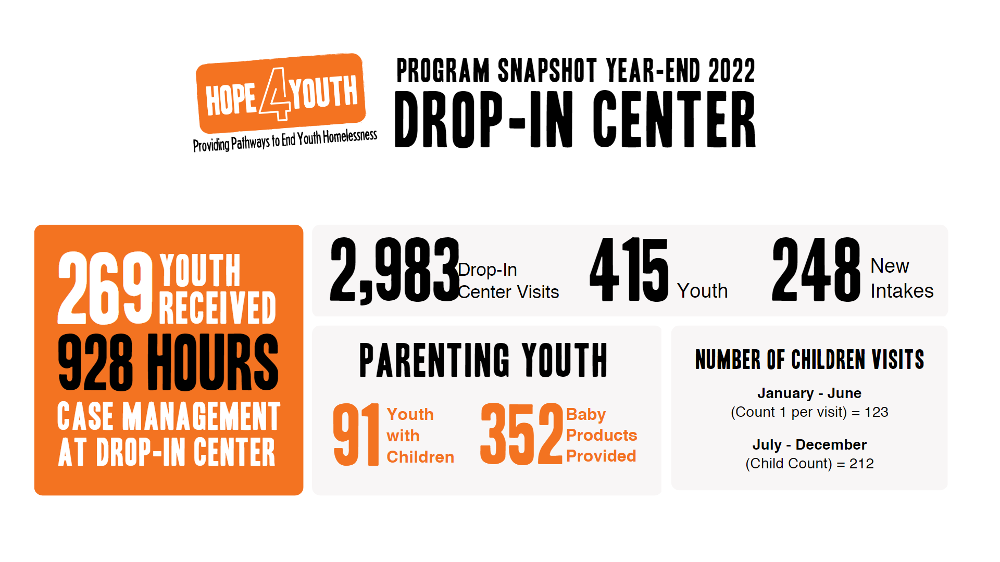 HOPE 4 YOUTH
Providing Pathways to End Youth Homelessness
PROGRAM SNAPSHOT YEAR-END 2022
DROP-IN CENTER
269 YOUTH
RECEIVED
928 HOURS
CASE MANAGEMENT
AT DROP-IN CENTER
2,983 Drop-In
Center Visits
415 Youth
248 New
Intakes
PARENTING YOUTH
91 Youth
with
Children
352 Baby
Products
Provided
NUMBER OF CHILDREN VISITS
January - June
(Count 1 per visit) = 123
July - December
(Child Count) = 212